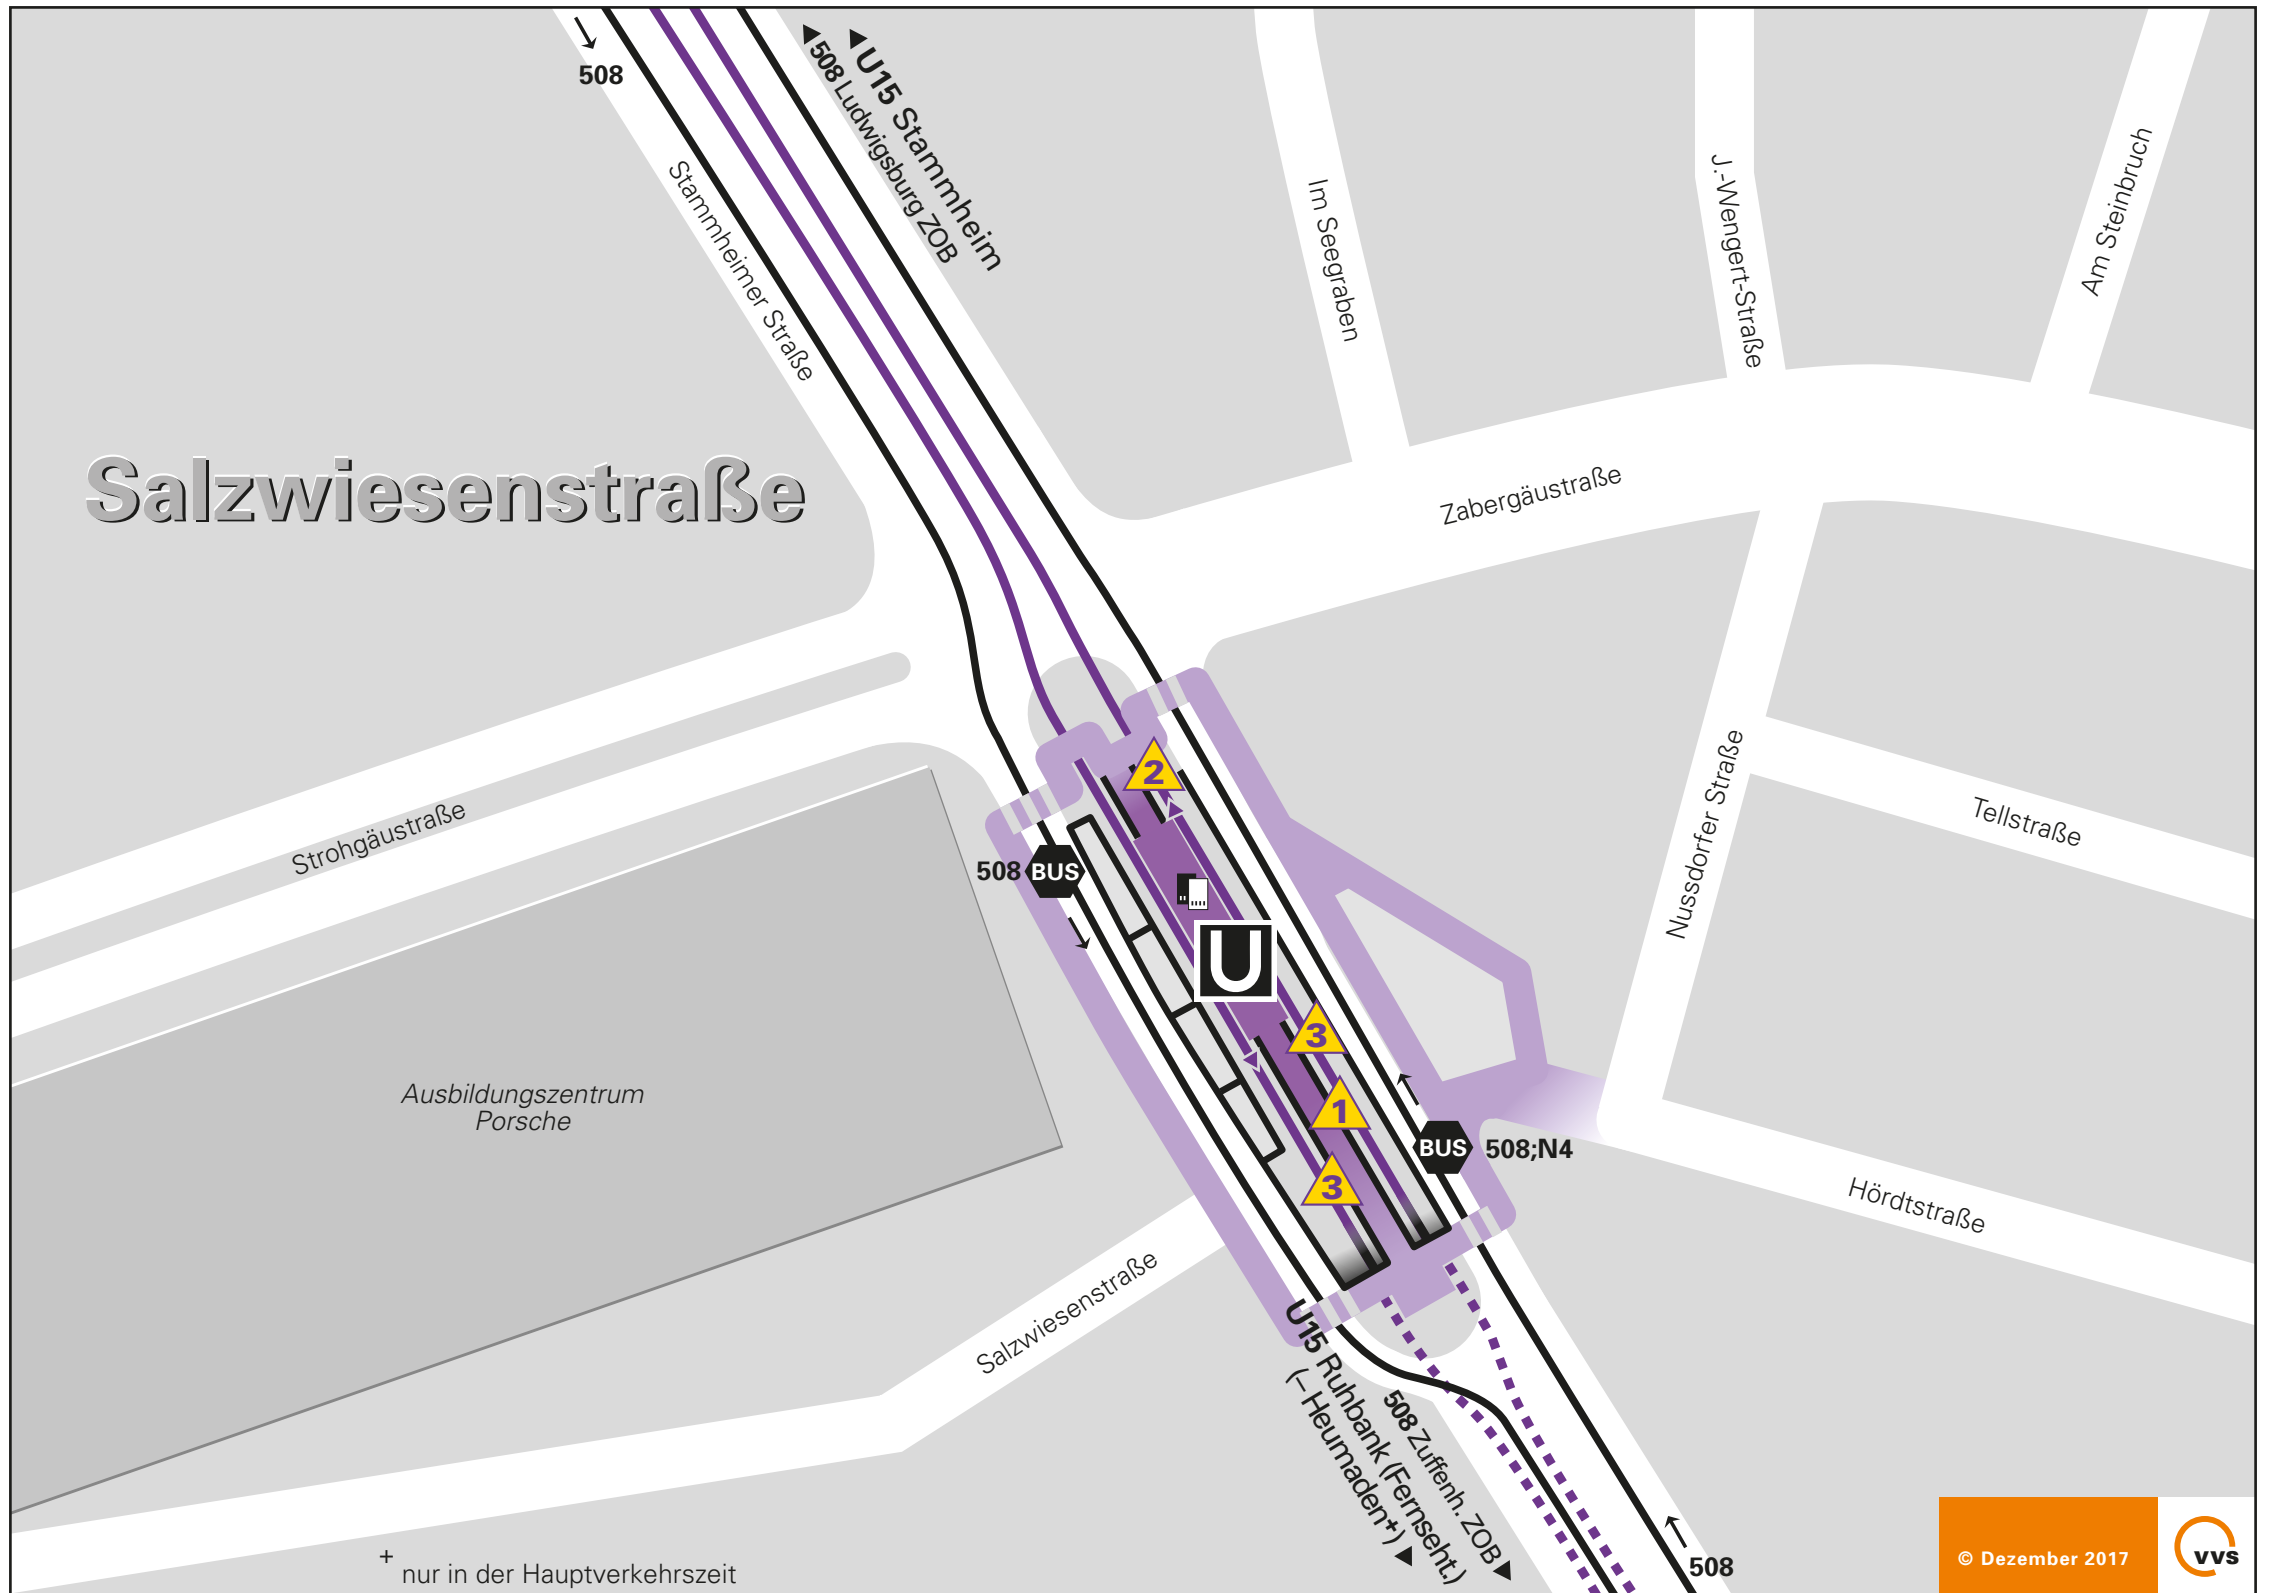 508
U15 Stammheim
508 Ludwigsburg ZOB
Stammheimer Straße
Im Seegraben
J.-Wengert-Straße
Am Steinbruch
Salzwiesenstraße
Zabergäustraße
Strohgäustraße
Nussdorfer Straße
Tellstraße
2
508 BUS
U
3
1
3
BUS 508;N4
Ausbildungszentrum
Porsche
Hördtstraße
Salzwiesenstraße
U15 Ruhbank (Fernseht.)
(– Heumaden+)
508 Zuffenh. ZOB
508
+ nur in der Hauptverkehrszeit
© Dezember 2017
vvs